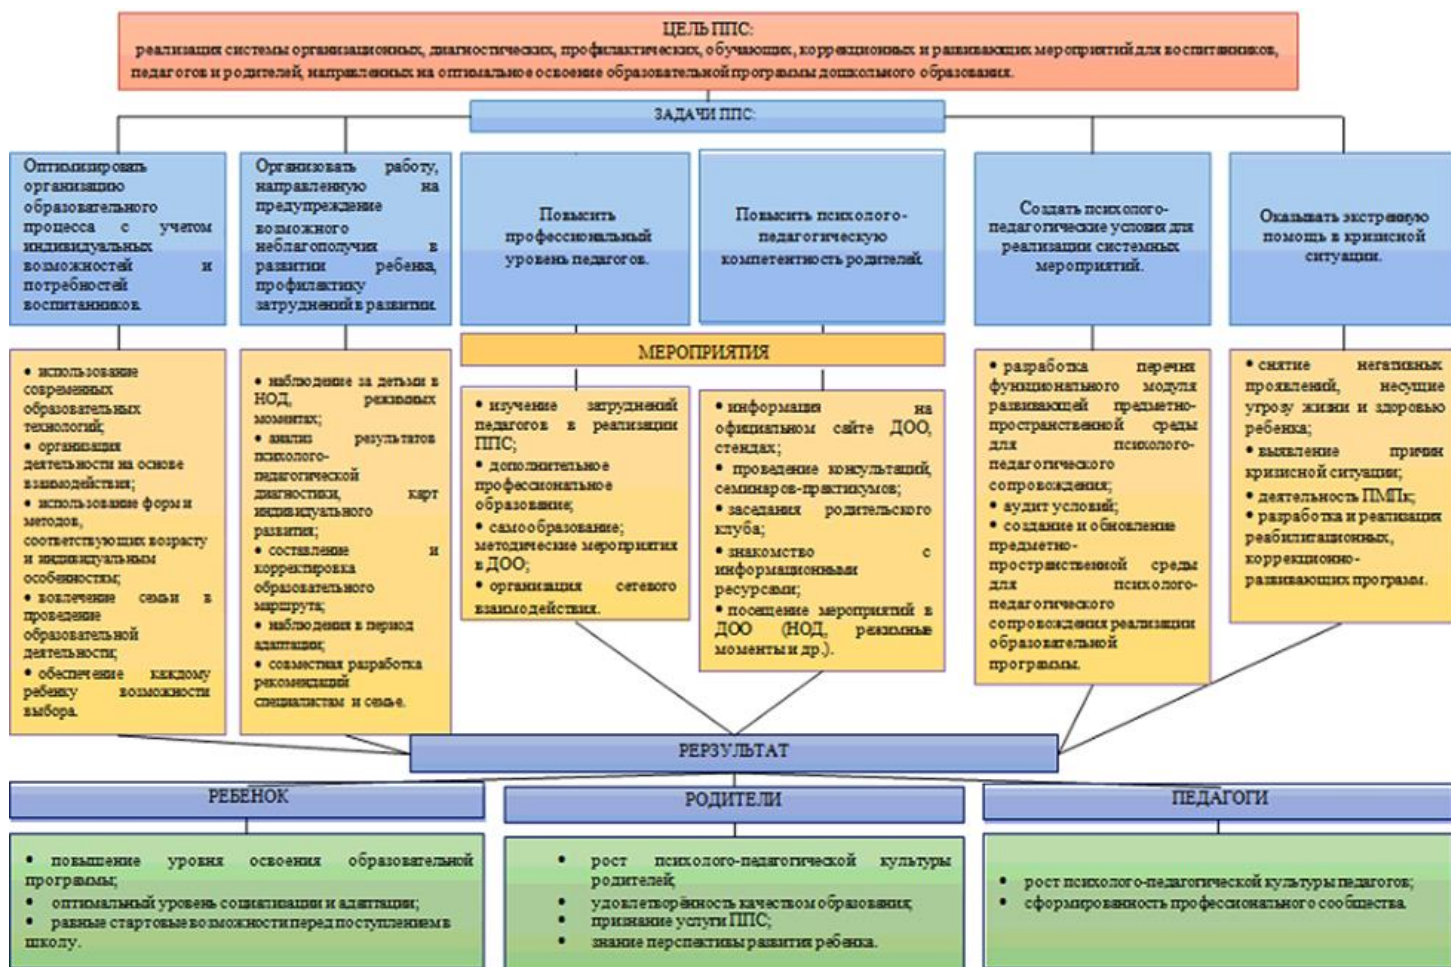 ЦЕЛЬ ППС:
реализация системы организационных, диагностических, профилактических, обучающих, коррекционных и развивающих мероприятий для воспитанников,
педагогов и родителей, направленных на оптимальное освоение образовательной программы дошкольного образования.
ЗАДАЧИ ППС:
Оптимизировать
организацию
образовательного
процесса с учетом
индивидуальных
возможностей и
потребностей
воспитанников.
Организовать работу,
направленную на
предупреждение
возможного
неблагополучия в
развитии ребенка,
профилактику
затруднений в развитии.
Повысить
профессиональный
уровень педагогов.
Повысить психолого-
педагогическую
компетентность родителей.
Создать психолого-
педагогические условия для
реализации системных
мероприятий.
Оказывать экстренную
помощь в кризисной
ситуации.
МЕРОПРИЯТИЯ
• использование
современных
образовательных
технологий;
• организация
деятельности на основе
взаимодействия;
• использование форм и
методов,
соответствующих возрасту
и индивидуальным
особенностям;
• вовлечение семьи в
проведение
образовательной
деятельности;
• обеспечение каждому
ребенку возможности
выбора.
• наблюдение за детьми в
НОД, режимных
моментах;
• анализ результатов
психолого-
педагогической
диагностики, карт
индивидуального
развития;
• составление и
корректировка
образовательного
маршрута;
• наблюдения в период
адаптации;
• совместная разработка
рекомендаций
специалистам и семье.
• изучение затруднений
педагогов в реализации
ППС;
• дополнительное
профессиональное
образование;
• самообразование;
методические мероприятия
в ДОО;
• организация сетевого
взаимодействия.
• информация на
официальном сайте ДОО,
стендах;
• проведение консультаций,
семинаров-практикумов;
• заседания родительского
клуба;
• знакомство с
информационными
ресурсами;
• посещение мероприятий в
ДОО (НОД, режимные
моменты и др.).
• разработка перечня
функционального модуля
развивающей предметно-
пространственной среды
для психолого-
педагогического
сопровождения;
• аудит условий;
• создание и обновление
предметно-
пространственной среды
для психолого-
педагогического
сопровождения реализации
образовательной
программы.
• снятие негативных
проявлений, несущие
угрозу жизни и здоровью
ребенка;
• выявление причин
кризисной ситуации;
• деятельность ПМПк;
• разработка и реализация
реабилитационных,
коррекционно-
развивающих программ.
РЕРЗУЛЬТАТ
РЕБЕНОК
РОДИТЕЛИ
ПЕДАГОГИ
• повышение уровня освоения образовательной
программы;
• оптимальный уровень социализации и адаптации;
• равные стартовые возможности перед поступлением в
школу.
• рост психолого-педагогической культуры
родителей;
• удовлетворённость качеством образования;
• признание услуги ППС;
• знание перспективы развития ребенка.
• рост психолого-педагогической культуры педагогов;
• сформированность профессионального сообщества.